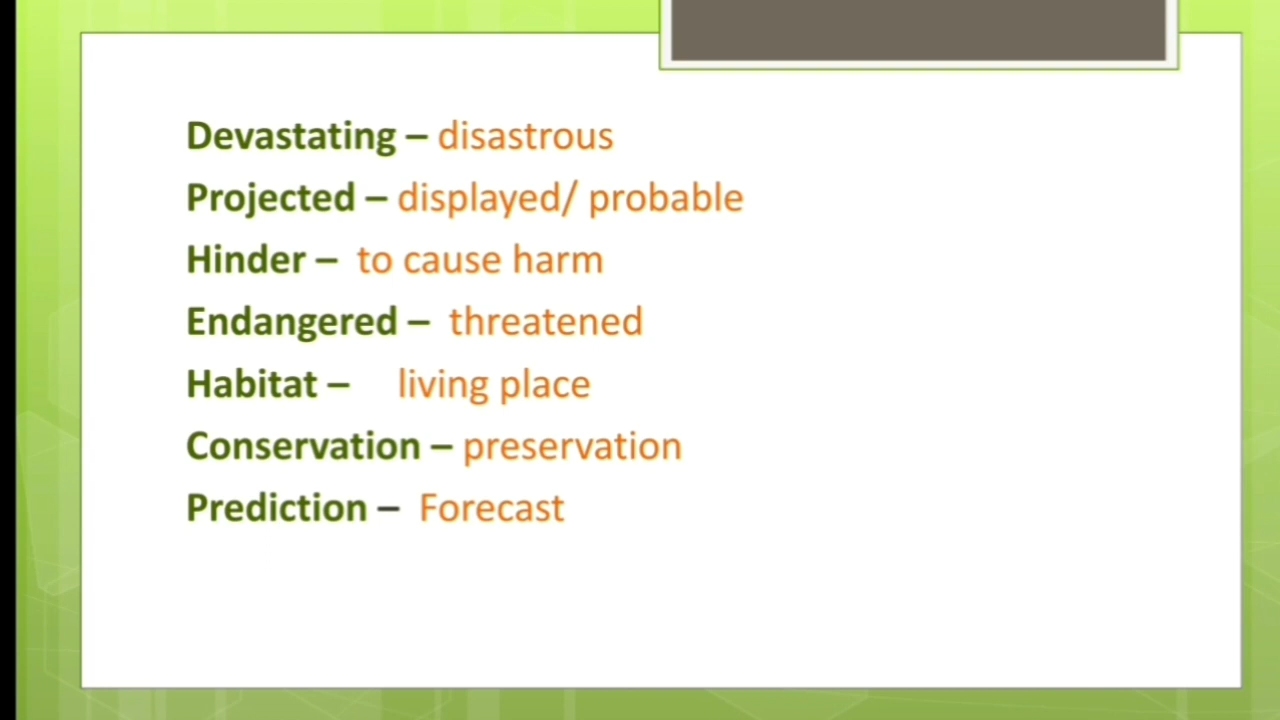 Devastating – disastrous
Projected – displayed/ probable
Hinder – to cause harm
Endangered – threatened
Habitat – living place
Conservation – preservation
Prediction – Forecast